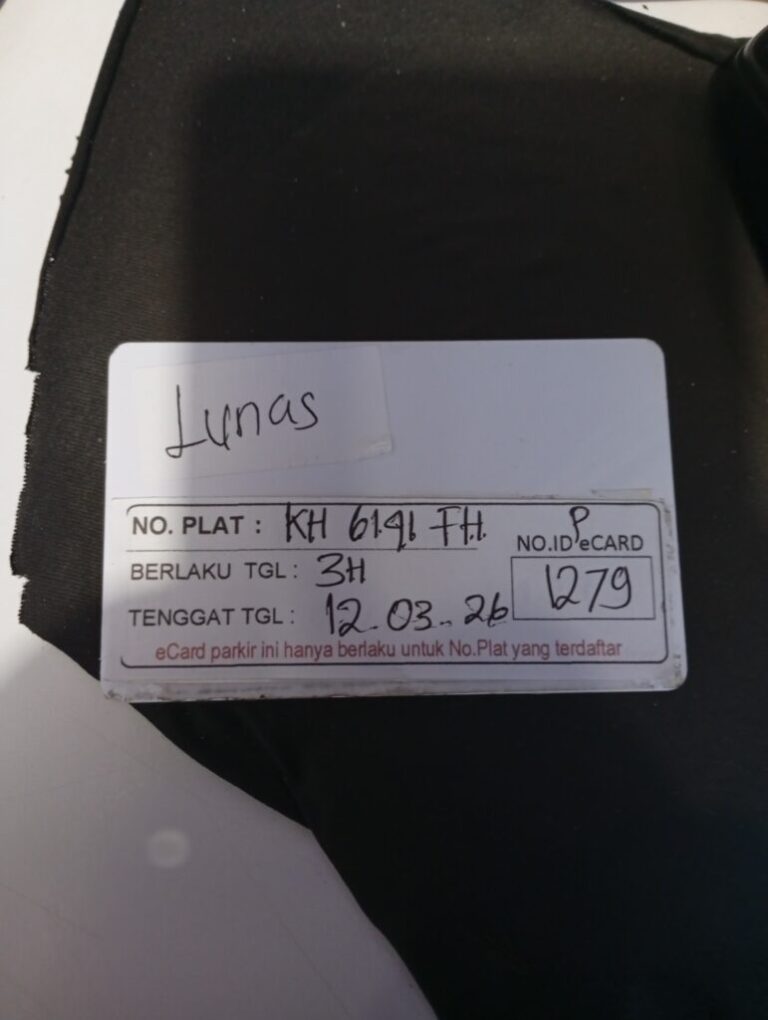 Lunas
NO. PLAT : KH 6191 FH
P
NO.ID eCARD
BERLAKU TGL : 3H
1279
TENGGAT TGL : 12.03.26
eCard parkir ini hanya berlaku untuk No.Plat yang terdaftar